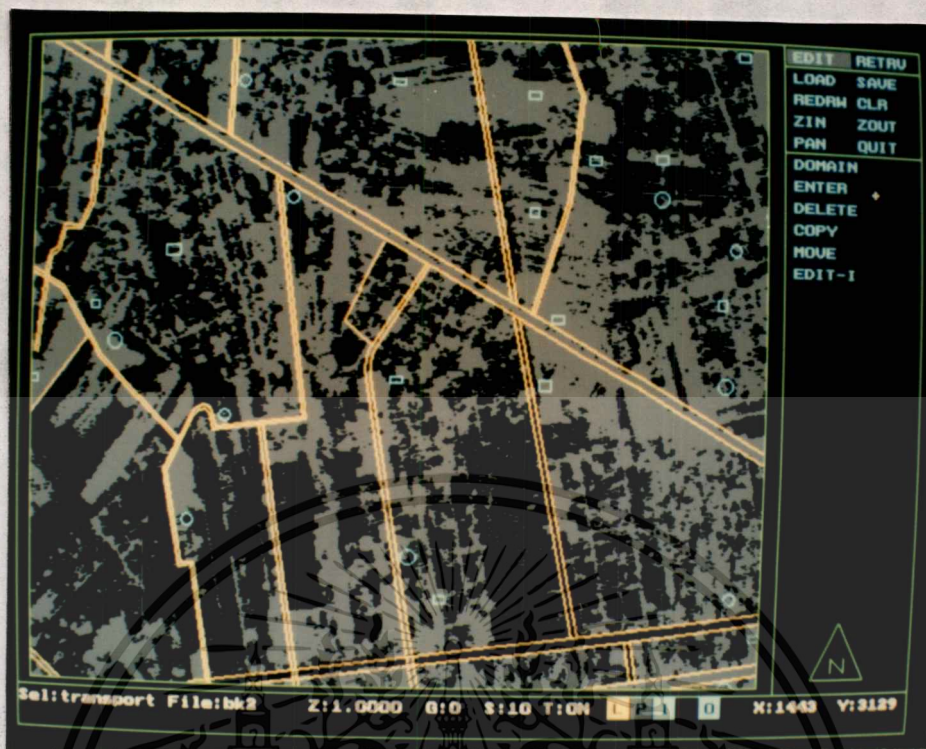 EDIT RETRV
LOAD SAVE
REDRW CLR
ZIN ZOUT
PAN QUIT
DOMAIN
ENTER
DELETE
COPY
MOVE
EDIT-I
N
Sel:transport File:bk2 Z:1.0000 G:0 S:10 T:ON L P A O X:1443 Y:3129